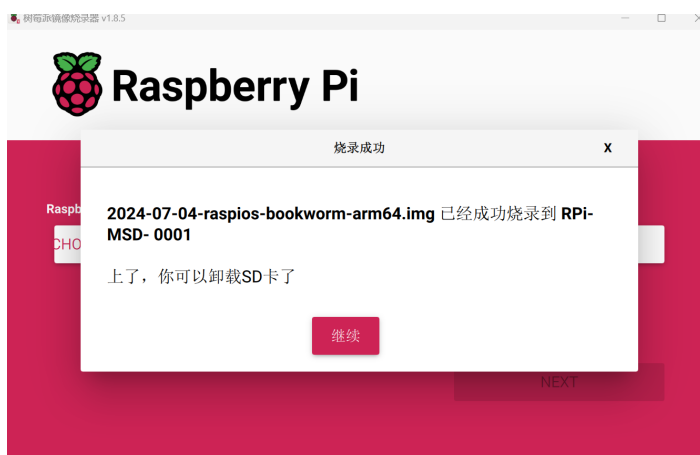 树莓派镜像烧录器 v1.8.5
Raspberry Pi
烧录成功
X
Raspb
2024-07-04-raspios-bookworm-arm64.img 已经成功烧录到 RPi-
MSD- 0001
CHO
上了，你可以卸载SD卡了
继续
NEXT